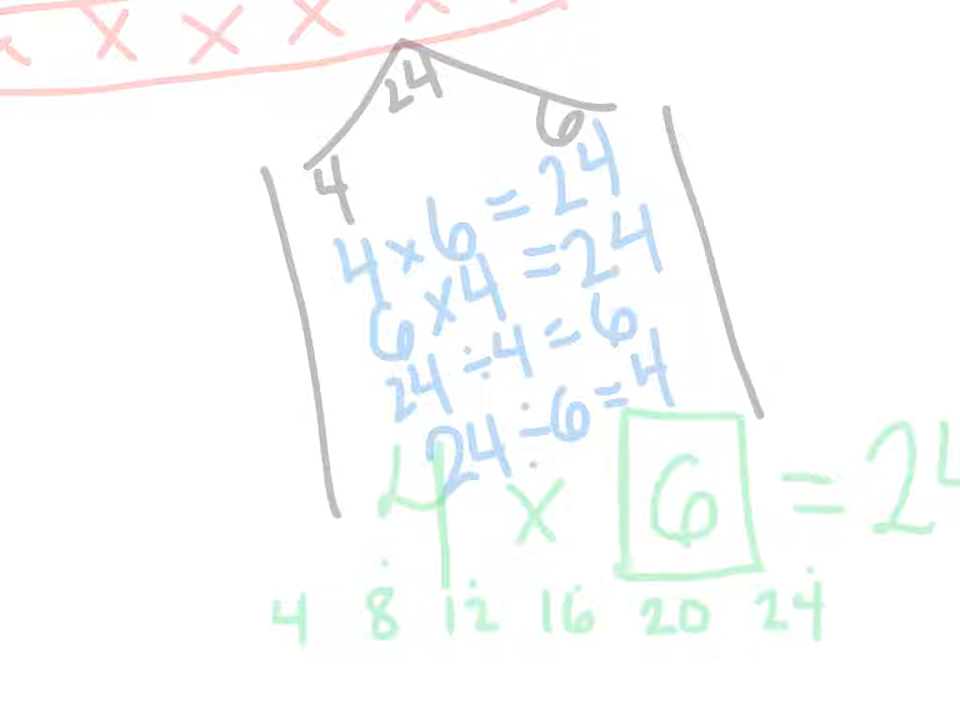 x x x x x
24
4 6
4 × 6 = 24
6 × 4 = 24
24 ÷ 4 = 6
24 ÷ 6 = 4
4 × 6 = 24
4 8 12 16 20 24